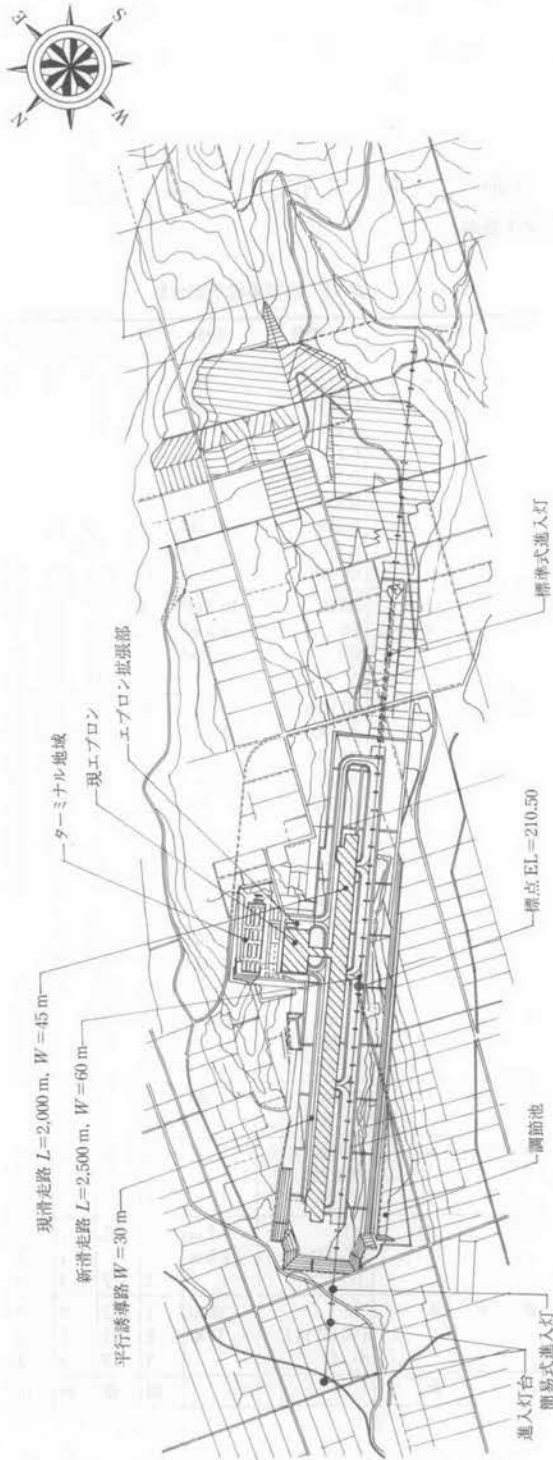 現滑走路 L=2,000 m, W=45 m
新滑走路 L=2,500 m, W=60 m
平行誘導路 W=30 m
ターミナル地域
現エプロン
エプロン拡張部
標準式進入灯
標点 EL=210.50
調節池
進入灯台
簡易式進入灯
N
E
S
W